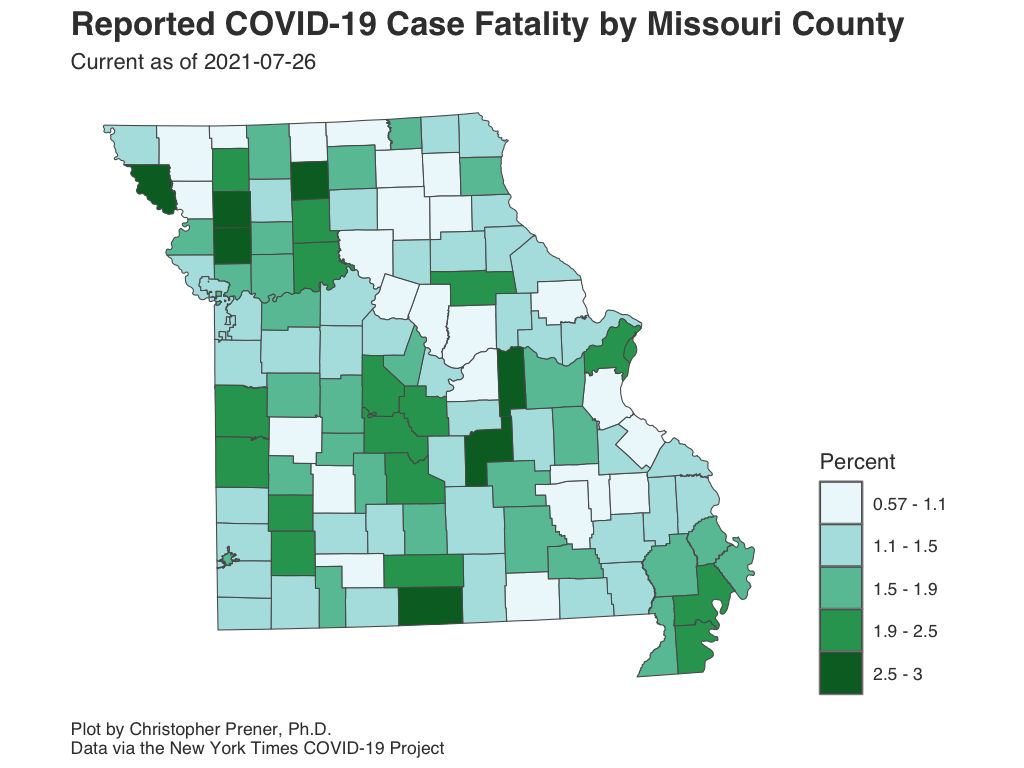 Reported COVID-19 Case Fatality by Missouri County
Current as of 2021-07-26
Percent
0.57 - 1.1
1.1 - 1.5
1.5 - 1.9
1.9 - 2.5
2.5 - 3
Plot by Christopher Prener, Ph.D.
Data via the New York Times COVID-19 Project